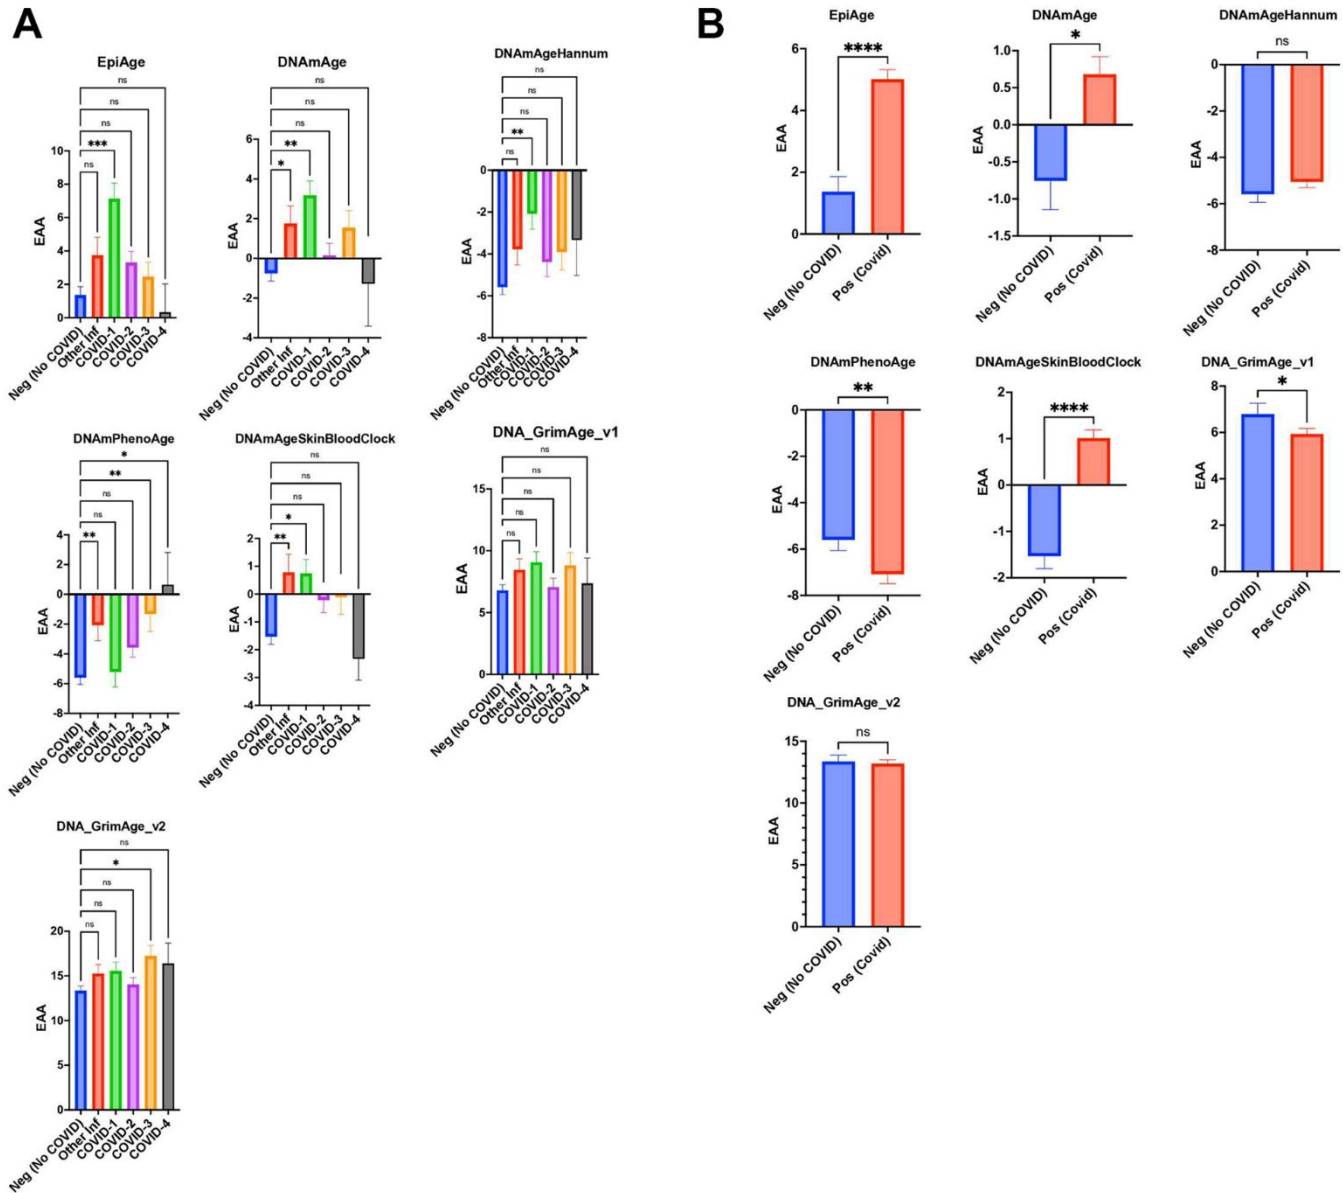 A
EpiAge
ns
ns
ns
***
ns
10
8
6
4
2
0
EAA
Neg (No COVID)
Other Inf
COVID-1
COVID-2
COVID-3
COVID-4
DNAmAge
ns
ns
ns
**
*
6
4
2
0
-2
-4
EAA
Neg (No COVID)
Other Inf
COVID-1
COVID-2
COVID-3
COVID-4
DNAmAgeHannum
ns
ns
ns
**
ns
0
-2
-4
-6
-8
EAA
Neg (No COVID)
Other Inf
COVID-1
COVID-2
COVID-3
COVID-4
DNAmPhenoAge
*
**
ns
ns
**
4
2
0
-2
-4
-6
-8
EAA
Neg (No COVID)
Other Inf
COVID-1
COVID-2
COVID-3
COVID-4
DNAmAgeSkinBloodClock
ns
ns
ns
*
**
2
1
0
-1
-2
-3
-4
EAA
Neg (No COVID)
Other Inf
COVID-1
COVID-2
COVID-3
COVID-4
DNA_GrimAge_v1
ns
ns
ns
ns
ns
15
10
5
0
EAA
Neg (No COVID)
Other Inf
COVID-1
COVID-2
COVID-3
COVID-4
DNA_GrimAge_v2
ns
*
ns
ns
ns
20
15
10
5
0
EAA
Neg (No COVID)
Other Inf
COVID-1
COVID-2
COVID-3
COVID-4
B
EpiAge
****
6
4
2
0
EAA
Neg (No COVID)
Pos (Covid)
DNAmAge
*
1.0
0.5
0.0
-0.5
-1.0
-1.5
EAA
Neg (No COVID)
Pos (Covid)
DNAmAgeHannum
ns
0
-2
-4
-6
-8
EAA
Neg (No COVID)
Pos (Covid)
DNAmPhenoAge
**
0
-2
-4
-6
-8
EAA
Neg (No COVID)
Pos (Covid)
DNAmAgeSkinBloodClock
****
2
1
0
-1
-2
EAA
Neg (No COVID)
Pos (Covid)
DNA_GrimAge_v1
*
8
6
4
2
0
EAA
Neg (No COVID)
Pos (Covid)
DNA_GrimAge_v2
ns
15
10
5
0
EAA
Neg (No COVID)
Pos (Covid)